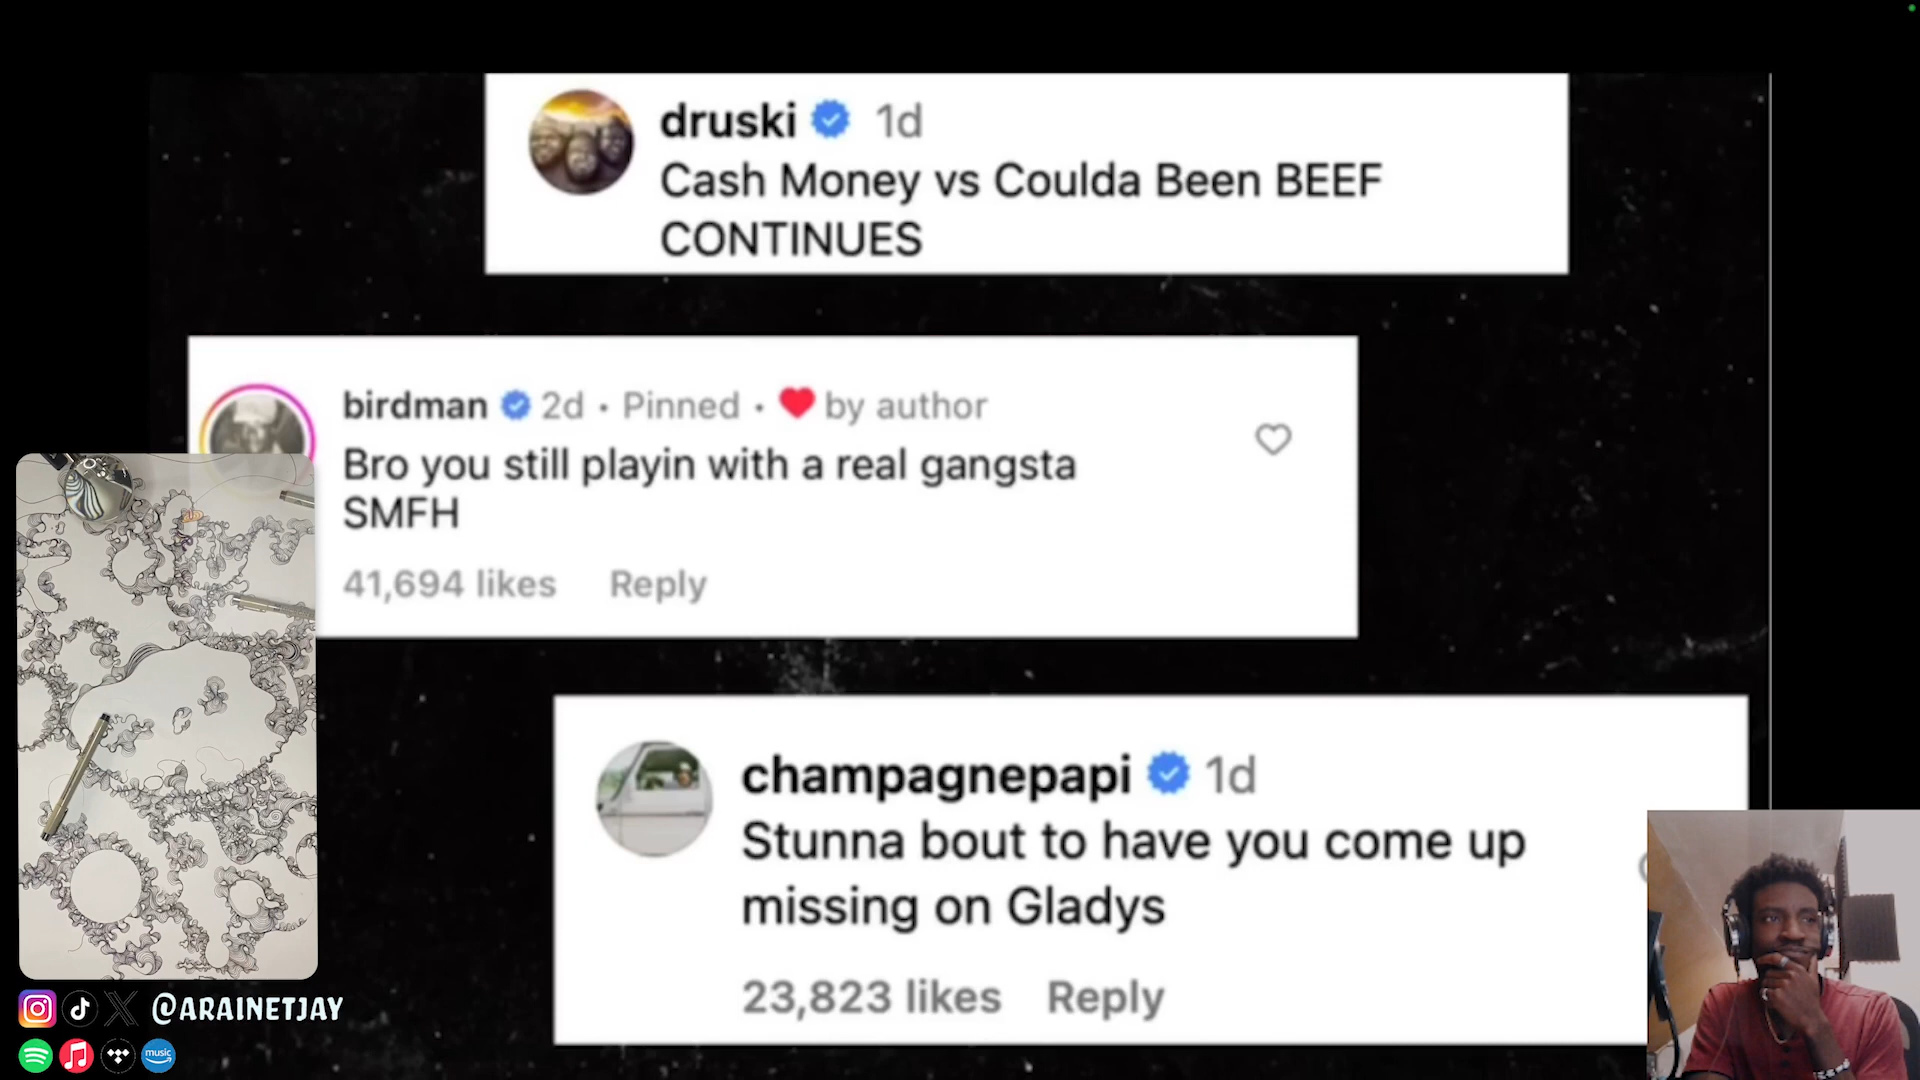 druski 1d
Cash Money vs Coulda Been BEEF
CONTINUES
birdman 2d • Pinned • by author
Bro you still playin with a real gangsta
SMFH
41,694 likes Reply
champagnepapi 1d
Stunna bout to have you come up
missing on Gladys
23,823 likes Reply
@ARAINETJAY
music